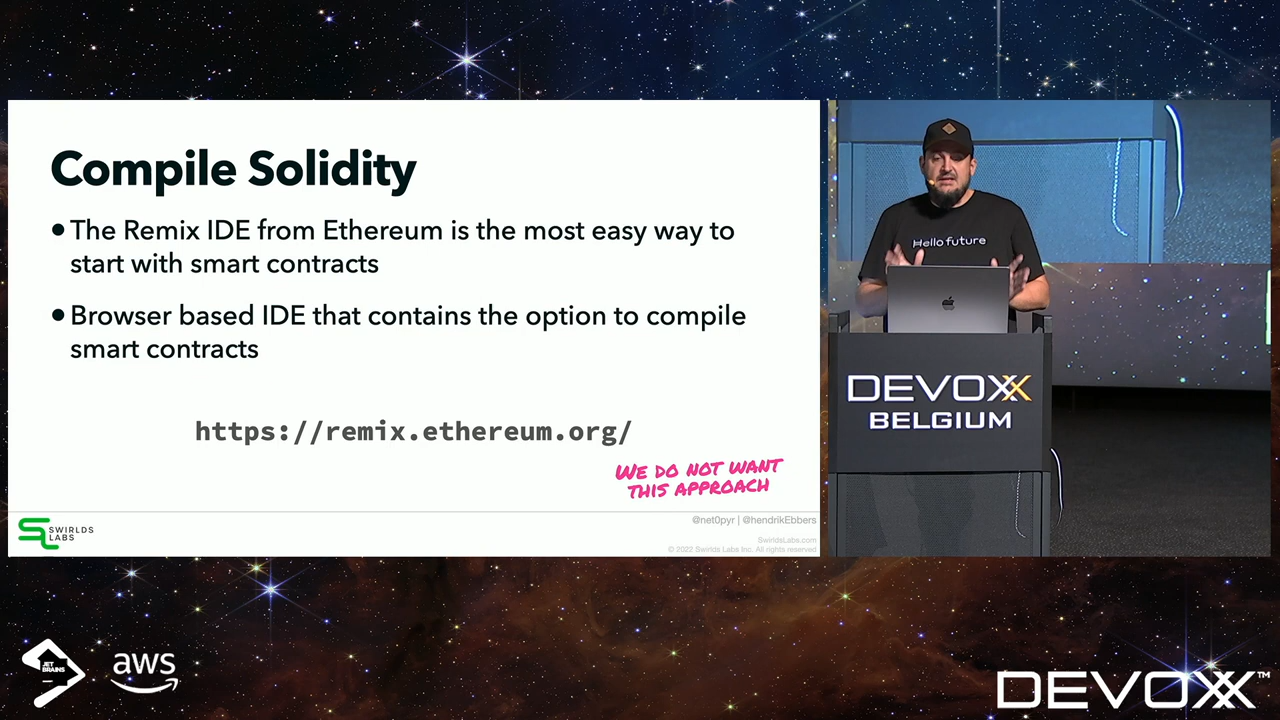 Compile Solidity
• The Remix IDE from Ethereum is the most easy way to
start with smart contracts
• Browser based IDE that contains the option to compile
smart contracts
https://remix.ethereum.org/
WE DO NOT WANT
THIS APPROACH
SWIRLDS
LABS
@net0pyr | @hendrikEbbers
SwirldsLabs.com
© 2022 Swirlds Labs Inc. All rights reserved
Hello future
DEVOXX
BELGIUM
JET
BRAINS
aws
DEVOXX™